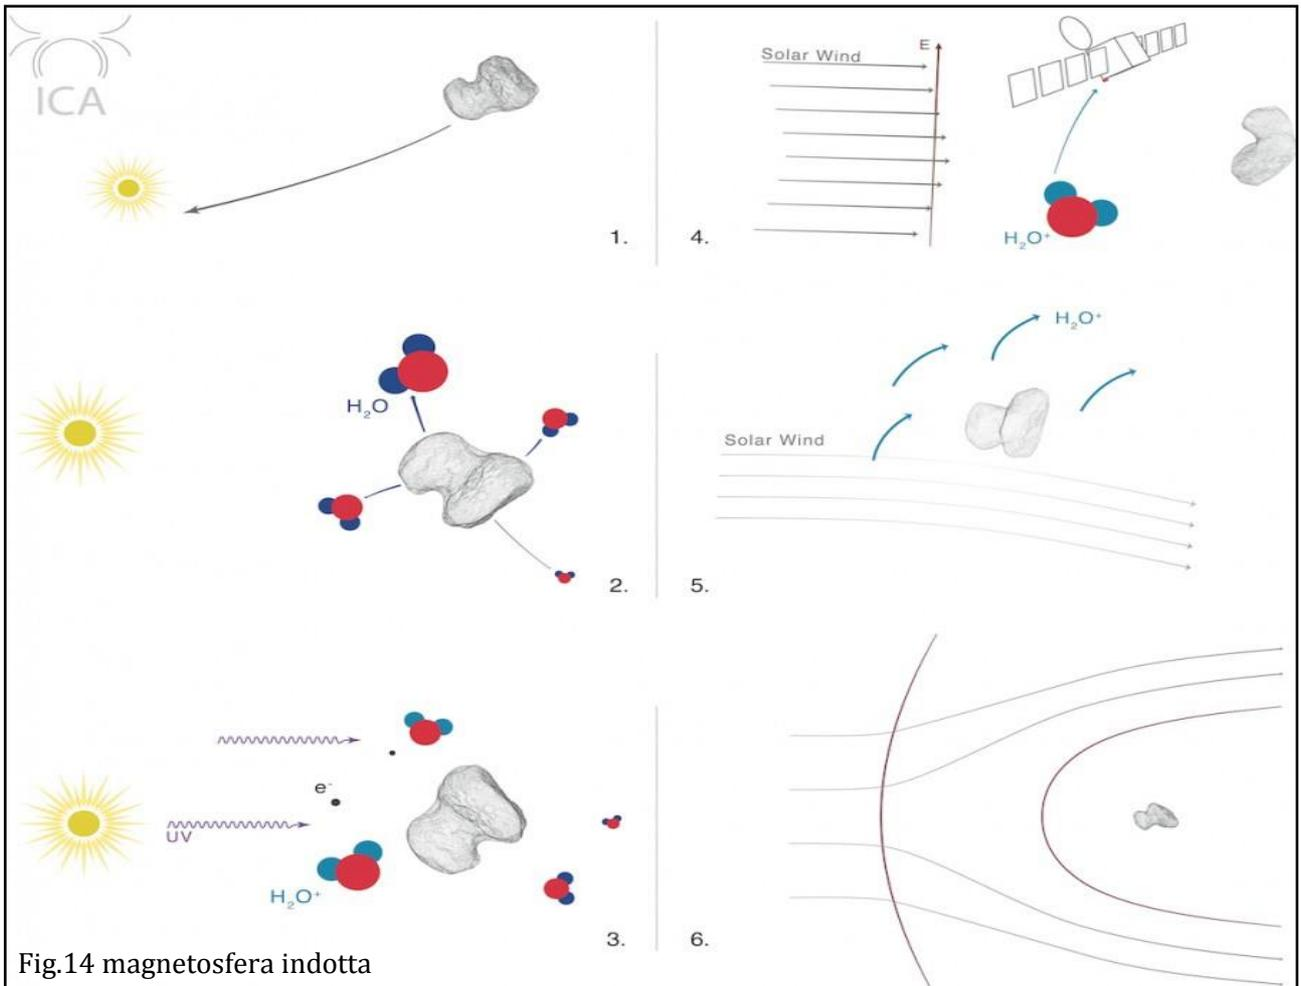 ICA
1.
H₂O
2.
e⁻
UV
H₂O⁺
3.
Solar Wind
E
H₂O⁺
4.
H₂O⁺
Solar Wind
5.
6.
Fig.14 magnetosfera indotta